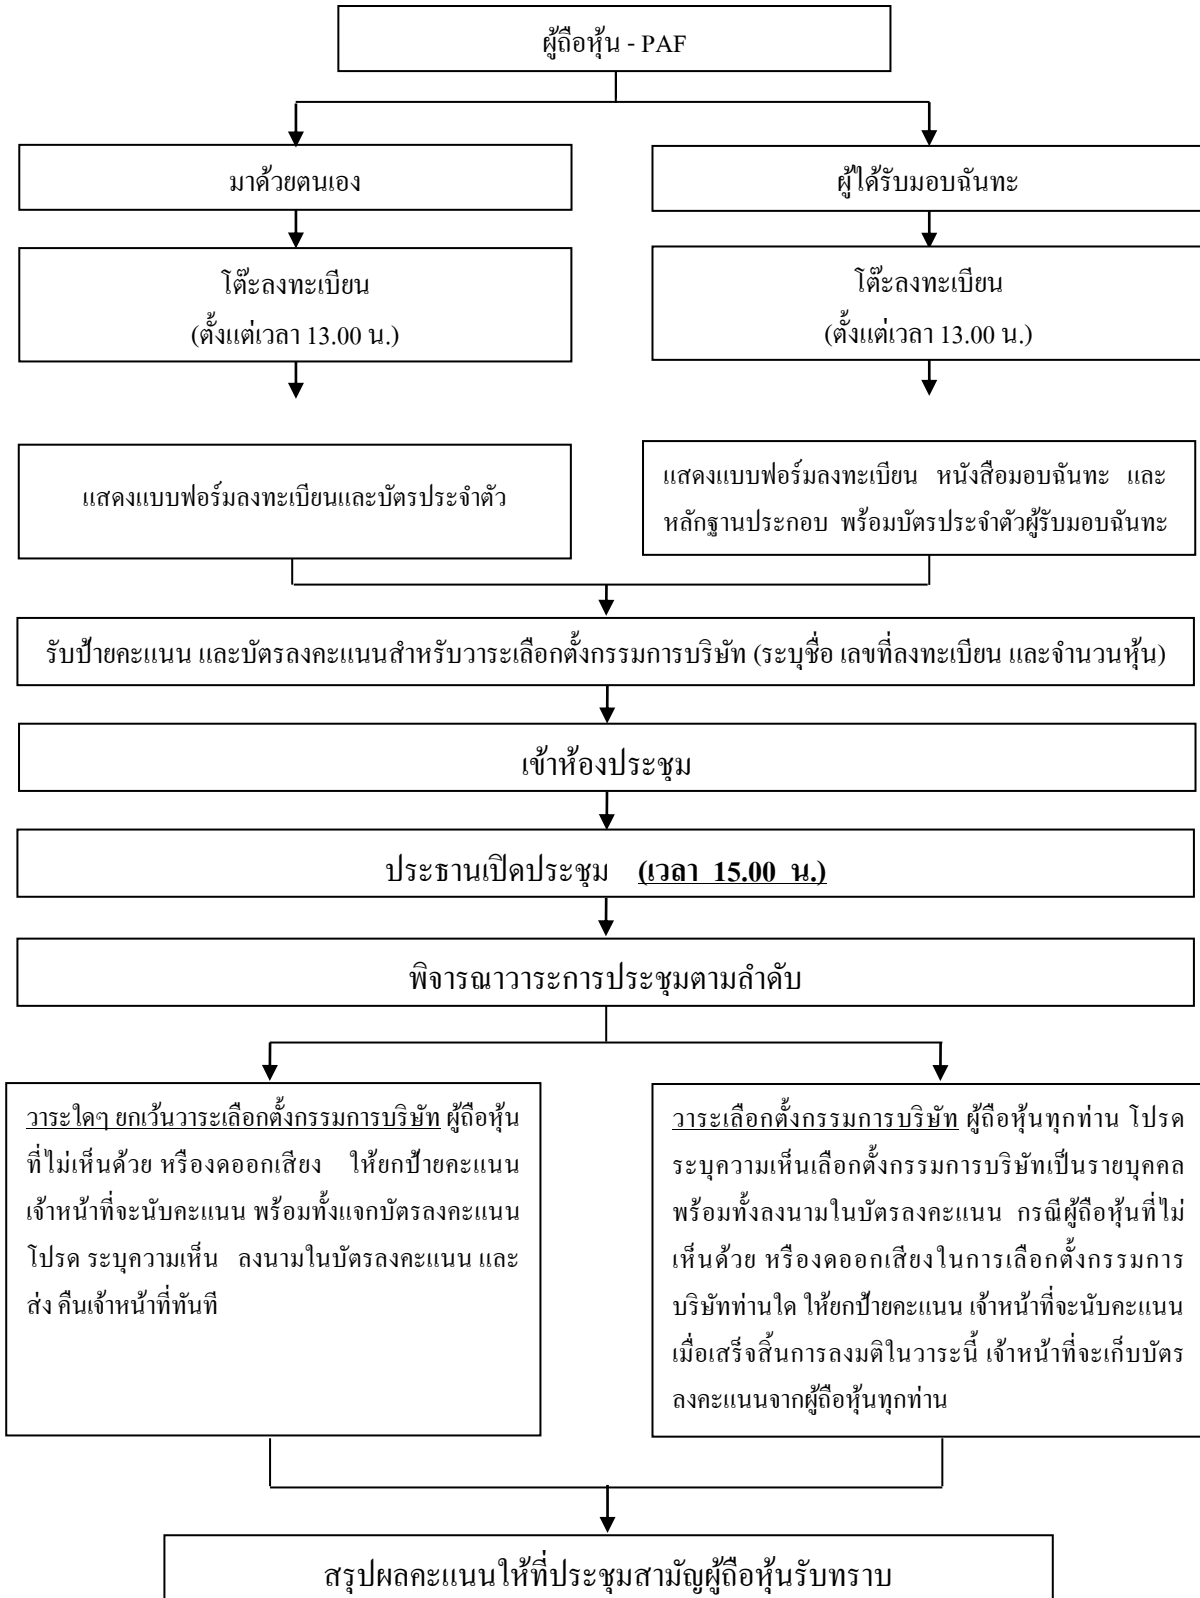 ผู้ถือหุ้น - PAF
มาด้วยตนเอง
ผู้ได้รับมอบฉันทะ
โต๊ะลงทะเบียน
(ตั้งแต่เวลา 13.00 น.)
โต๊ะลงทะเบียน
(ตั้งแต่เวลา 13.00 น.)
แสดงแบบฟอร์มลงทะเบียนและบัตรประจำตัว
แสดงแบบฟอร์มลงทะเบียน หนังสือมอบฉันทะ และ
หลักฐานประกอบ พร้อมบัตรประจำตัวผู้รับมอบฉันทะ
รับป้ายคะแนน และบัตรลงคะแนนสำหรับวาระเลือกตั้งกรรมการบริษัท (ระบุชื่อ เลขที่ลงทะเบียน และจำนวนหุ้น)
เข้าห้องประชุม
ประธานเปิดประชุม (เวลา 15.00 น.)
พิจารณาวาระการประชุมตามลำดับ
วาระใดๆ ยกเว้นวาระเลือกตั้งกรรมการบริษัท ผู้ถือหุ้น
ที่ไม่เห็นด้วย หรืองดออกเสียง ให้ยกป้ายคะแนน
เจ้าหน้าที่จะนับคะแนน พร้อมทั้งแจกบัตรลงคะแนน
โปรด ระบุความเห็น ลงนามในบัตรลงคะแนน และ
ส่ง คืนเจ้าหน้าที่ทันที
วาระเลือกตั้งกรรมการบริษัท ผู้ถือหุ้นทุกท่าน โปรด
ระบุความเห็นเลือกตั้งกรรมการบริษัทเป็นรายบุคคล
พร้อมทั้งลงนามในบัตรลงคะแนน กรณีผู้ถือหุ้นที่ไม่
เห็นด้วย หรืองดออกเสียงในการเลือกตั้งกรรมการ
บริษัทท่านใด ให้ยกป้ายคะแนน เจ้าหน้าที่จะนับคะแนน
เมื่อเสร็จสิ้นการลงมติในวาระนี้ เจ้าหน้าที่จะเก็บบัตร
ลงคะแนนจากผู้ถือหุ้นทุกท่าน
สรุปผลคะแนนให้ที่ประชุมสามัญผู้ถือหุ้นรับทราบ